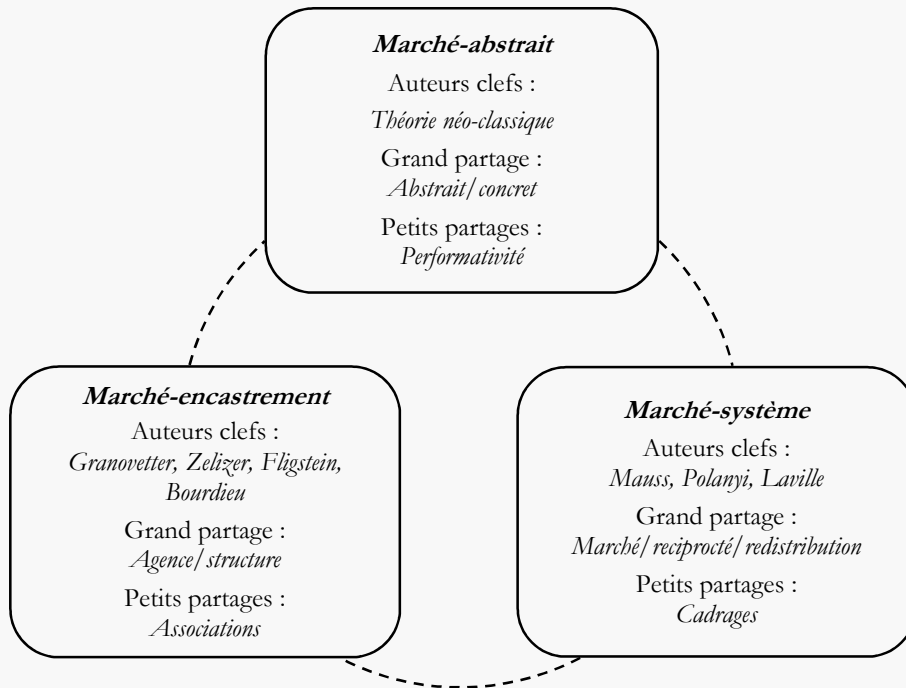 Marché-abstrait
Auteurs clefs :
Théorie néo-classique
Grand partage :
Abstrait/concret
Petits partages :
Performativité
Marché-encastrement
Auteurs clefs :
Granovetter, Zelizer, Fligstein,
Bourdieu
Grand partage :
Agence/structure
Petits partages :
Associations
Marché-système
Auteurs clefs :
Mauss, Polanyi, Laville
Grand partage :
Marché/reciprocté/redistribution
Petits partages :
Cadrages